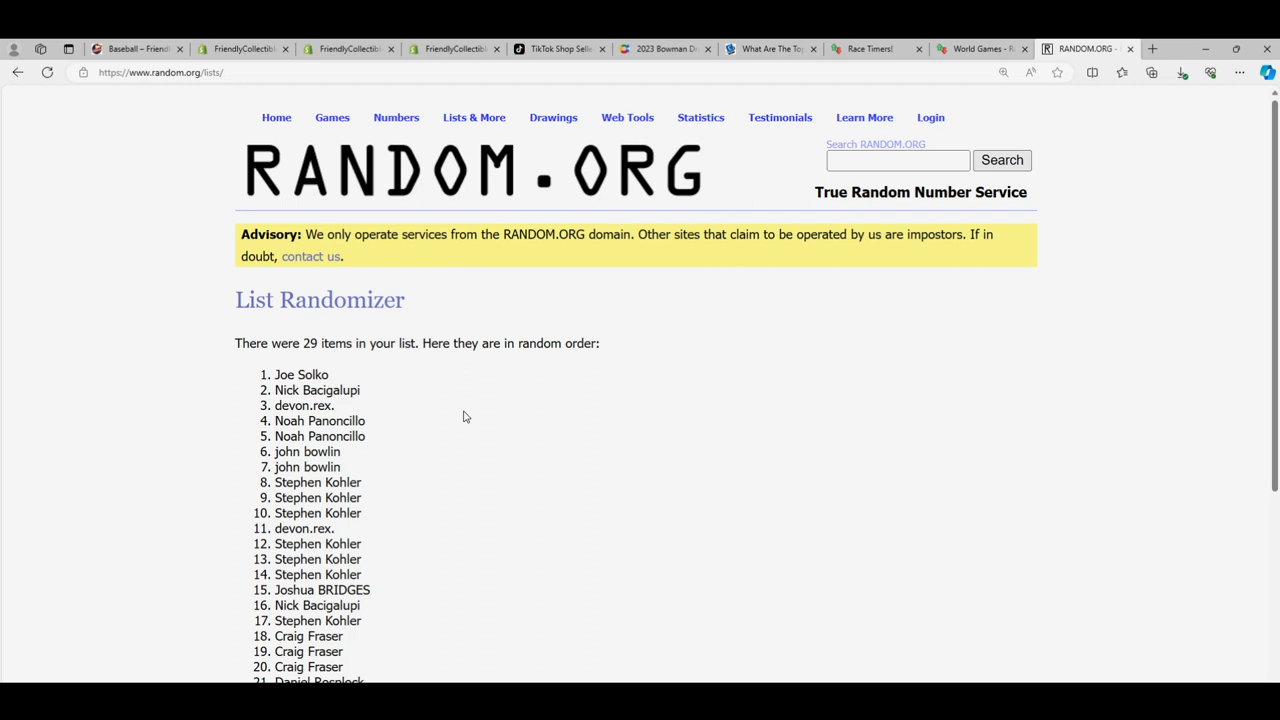 Baseball – Friendl
FriendlyCollectibl
FriendlyCollectibl
FriendlyCollectibl
TikTok Shop Selle
2023 Bowman Dr
What Are The Top
Race Timers!
World Games - R
RANDOM.ORG -
https://www.random.org/lists/
Home Games Numbers Lists & More Drawings Web Tools Statistics Testimonials Learn More Login
RANDOM.ORG
Search RANDOM.ORG
Search
True Random Number Service
Advisory: We only operate services from the RANDOM.ORG domain. Other sites that claim to be operated by us are impostors. If in
doubt, contact us.
List Randomizer
There were 29 items in your list. Here they are in random order:
1. Joe Solko
2. Nick Bacigalupi
3. devon.rex.
4. Noah Panoncillo
5. Noah Panoncillo
6. john bowlin
7. john bowlin
8. Stephen Kohler
9. Stephen Kohler
10. Stephen Kohler
11. devon.rex.
12. Stephen Kohler
13. Stephen Kohler
14. Stephen Kohler
15. Joshua BRIDGES
16. Nick Bacigalupi
17. Stephen Kohler
18. Craig Fraser
19. Craig Fraser
20. Craig Fraser
21. Daniel